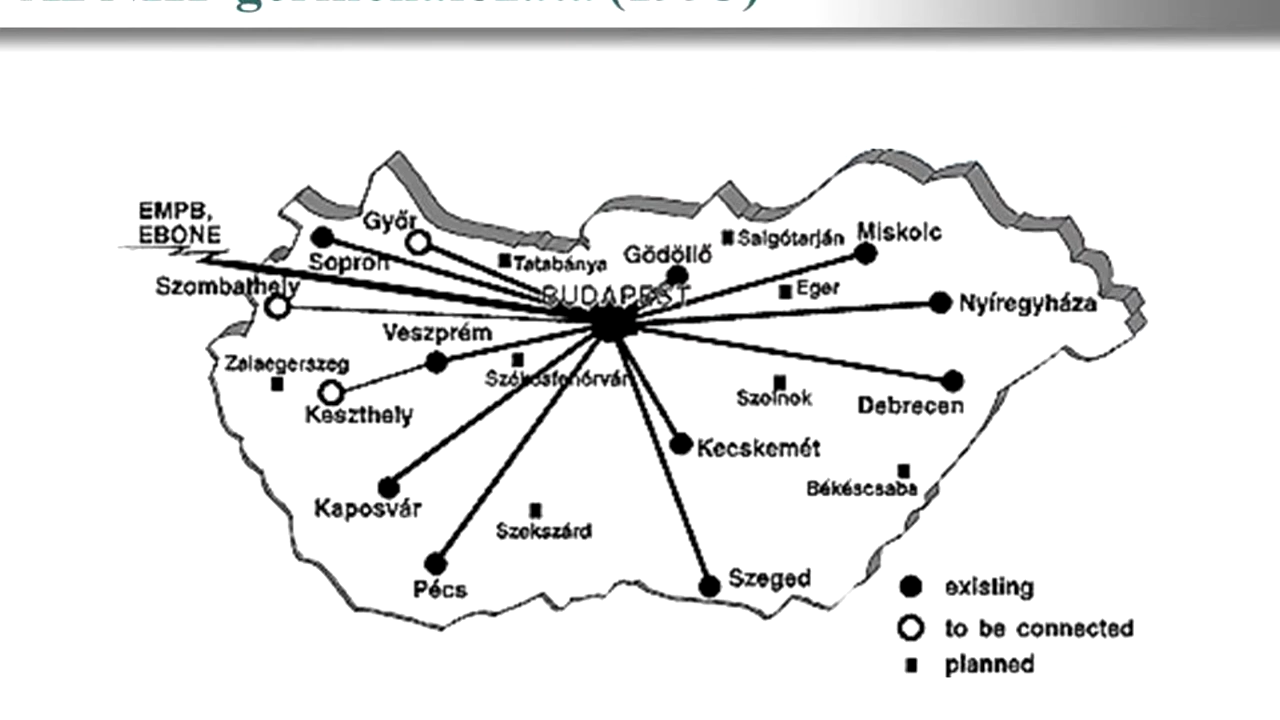 EMPB,
EBONE
Győr
Sopron
Tatabánya
Gödöllő
Salgótarján
Miskolc
Szombathely
BUDAPEST
Eger
Nyíregyháza
Veszprém
Zalaegerszeg
Keszthely
Szolnok
Debrecen
Kecskemét
Békéscsaba
Kaposvár
Szekszárd
Pécs
Szeged
existing
to be connected
planned